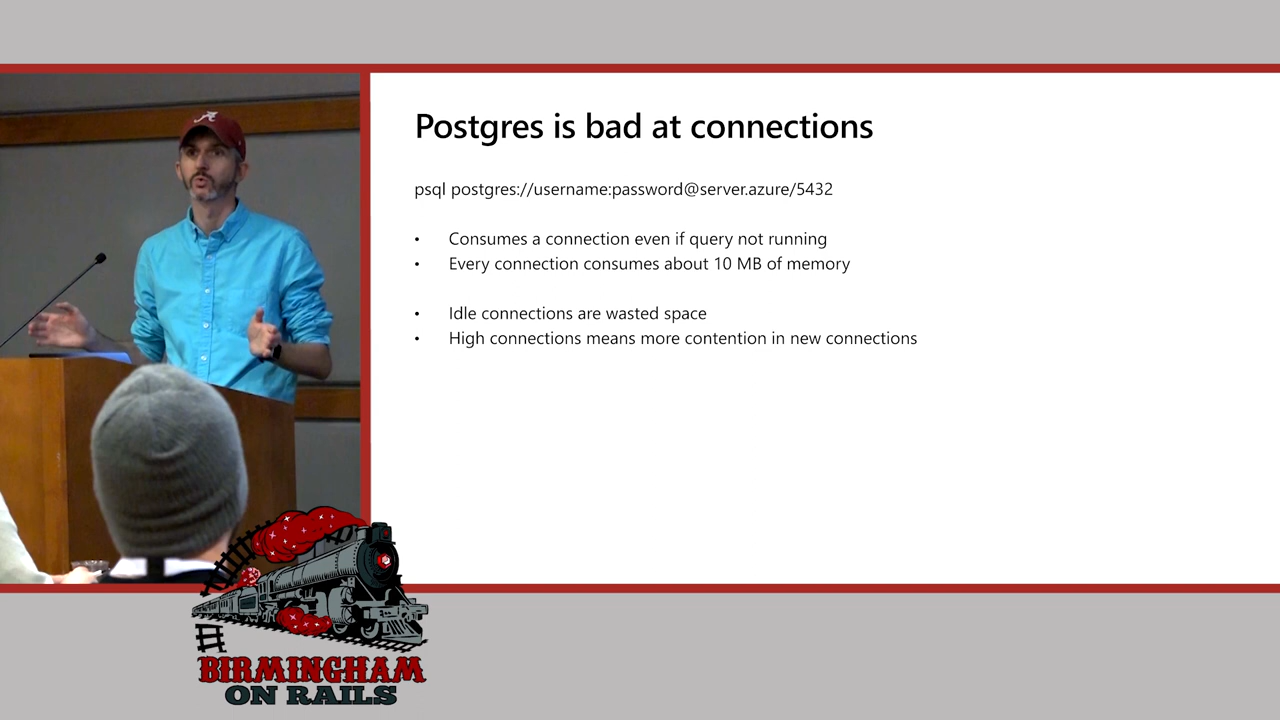 Postgres is bad at connections
psql postgres://username:password@server.azure/5432
• Consumes a connection even if query not running
• Every connection consumes about 10 MB of memory
• Idle connections are wasted space
• High connections means more contention in new connections
A
BIRMINGHAM
ON RAILS